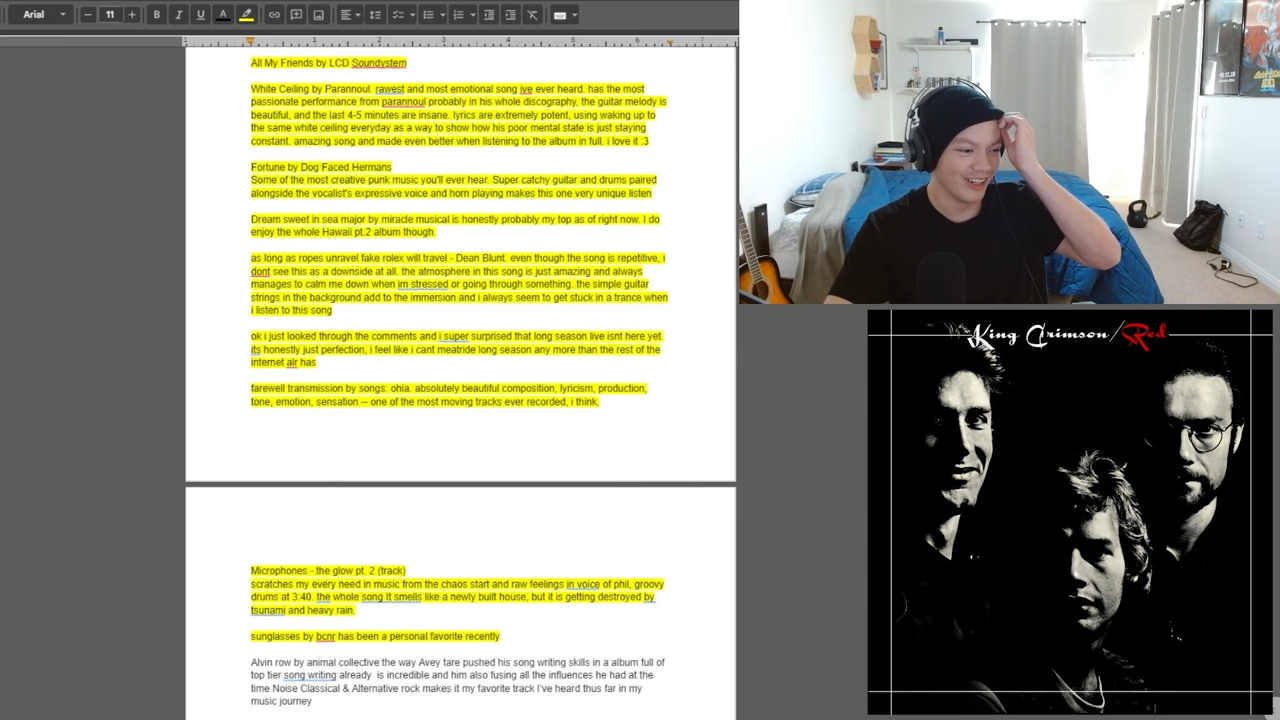 Arial
11
1
1
2
3
4
5
6
7
All My Friends by LCD Soundystem
White Ceiling by Parannoul. rawest and most emotional song ive ever heard. has the most
passionate performance from parannoul probably in his whole discography, the guitar melody is
beautiful, and the last 4-5 minutes are insane. lyrics are extremely potent, using waking up to
the same white ceiling everyday as a way to show how his poor mental state is just staying
constant. amazing song and made even better when listening to the album in full. i love it :3
Fortune by Dog Faced Hermans
Some of the most creative punk music you'll ever hear. Super catchy guitar and drums paired
alongside the vocalist's expressive voice and horn playing makes this one very unique listen
Dream sweet in sea major by miracle musical is honestly probably my top as of right now. I do
enjoy the whole Hawaii pt.2 album though.
as long as ropes unravel fake rolex will travel - Dean Blunt. even though the song is repetitive, i
dont see this as a downside at all. the atmosphere in this song is just amazing and always
manages to calm me down when im stressed or going through something. the simple guitar
strings in the background add to the immersion and i always seem to get stuck in a trance when
i listen to this song
ok i just looked through the comments and i super surprised that long season live isnt here yet.
its honestly just perfection, i feel like i cant meatride long season any more than the rest of the
internet alr has
farewell transmission by songs: ohia. absolutely beautiful composition, lyricism, production,
tone, emotion, sensation -- one of the most moving tracks ever recorded, i think.
Microphones - the glow pt. 2 (track)
scratches my every need in music from the chaos start and raw feelings in voice of phil, groovy
drums at 3:40. the whole song It smells like a newly built house, but it is getting destroyed by
tsunami and heavy rain.
sunglasses by bcnr has been a personal favorite recently
Alvin row by animal collective the way Avey tare pushed his song writing skills in a album full of
top tier song writing already  is incredible and him also fusing all the influences he had at the
time Noise Classical & Alternative rock makes it my favorite track I've heard thus far in my
music journey
King Crimson/Red